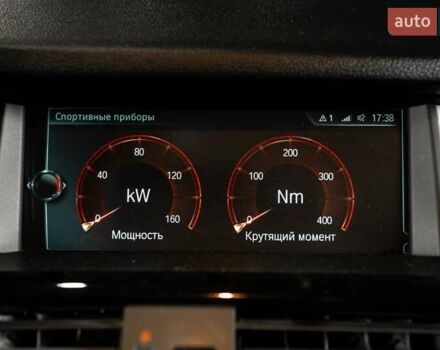 auto
Спортивные приборы 1 17:38
80 200
40 kW 120 100 Nm 300
0 160 0 400
Мощность Крутящий момент